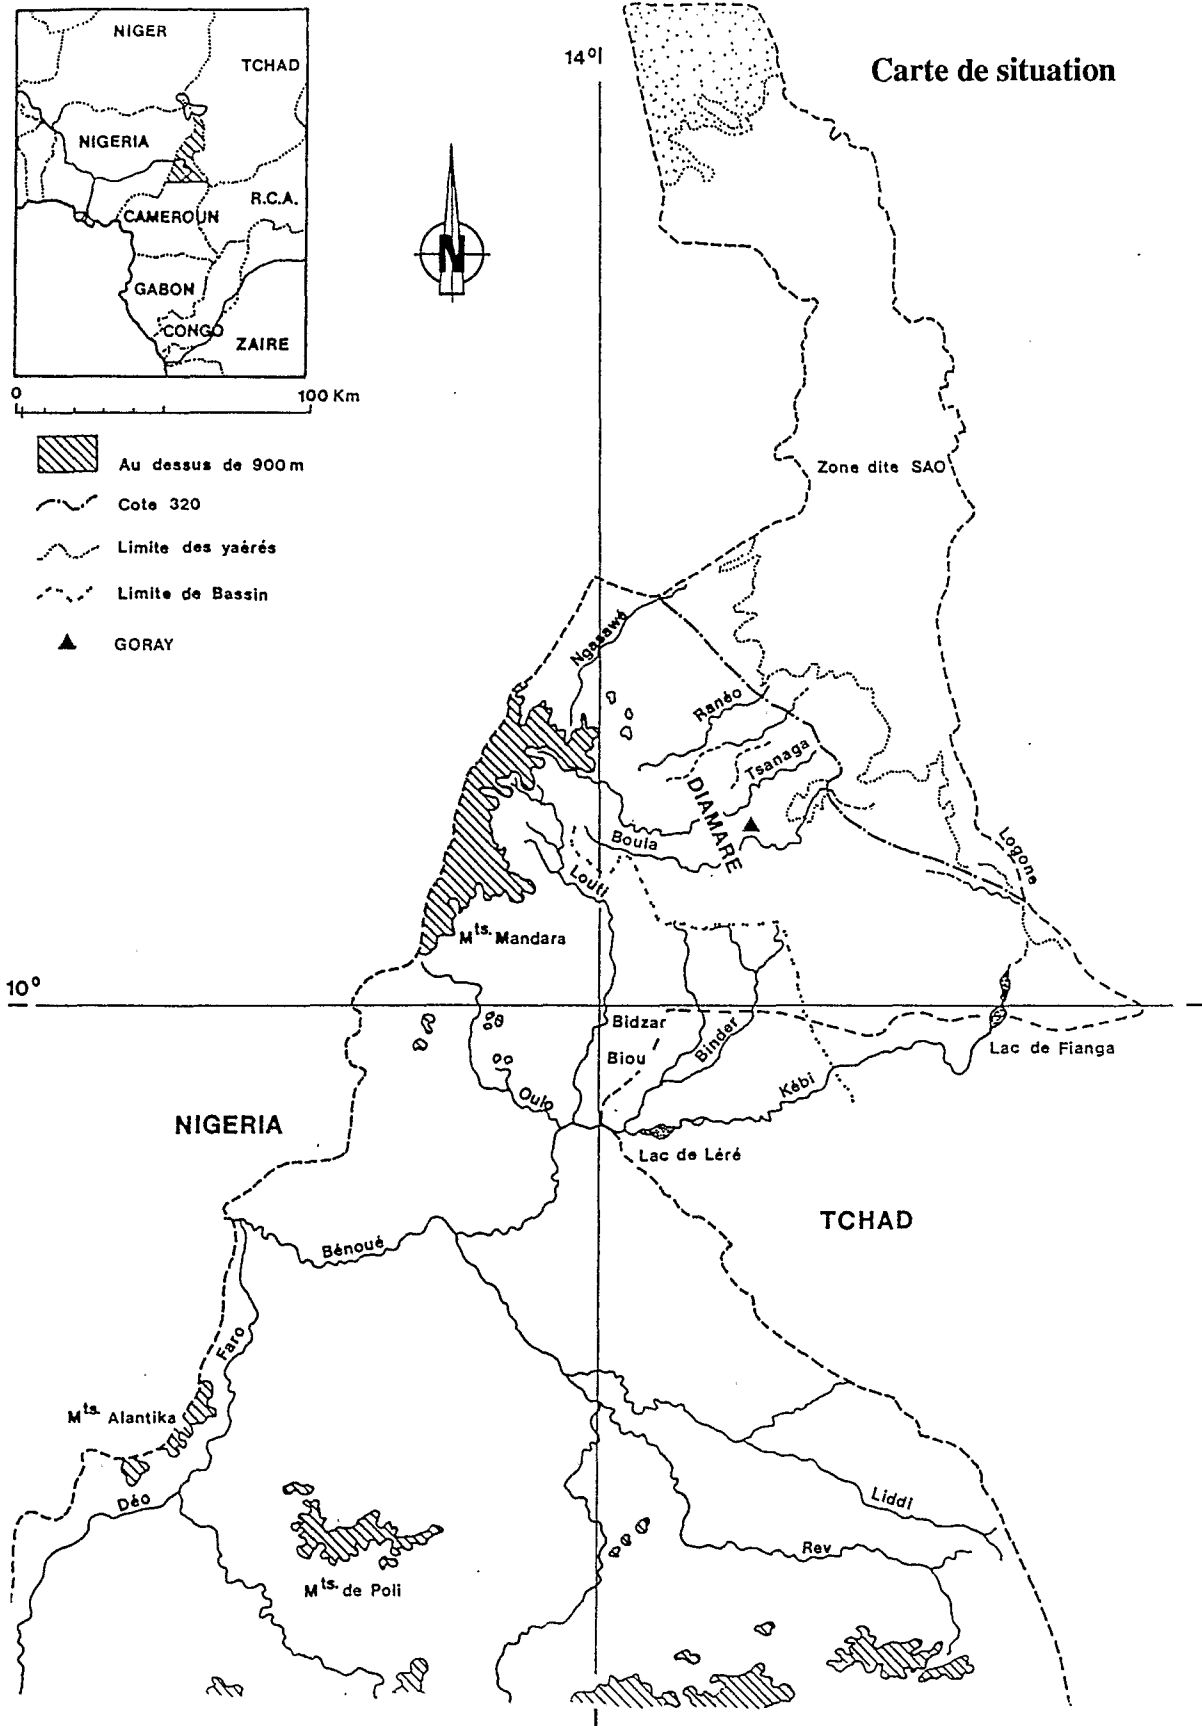 Carte de situation
14°
NIGER
TCHAD
NIGERIA
R.C.A.
CAMEROUN
GABON
CONGO
ZAIRE
N
0 100 Km
Au dessus de 900 m
Cote 320
Limite des yaérés
Limite de Bassin
GORAY
Zone dite SAO
Ngasawé
Ranéo
Tsanaga
DIAMARE
Boula
Louti
Logone
Mts. Mandara
10°
Bidzar
Biou
Binder
Lac de Fianga
Kébi
Oulo
NIGERIA
Lac de Léré
TCHAD
Bénoué
Faro
Mts. Alantika
Déo
Liddi
Rey
Mts. de Poli